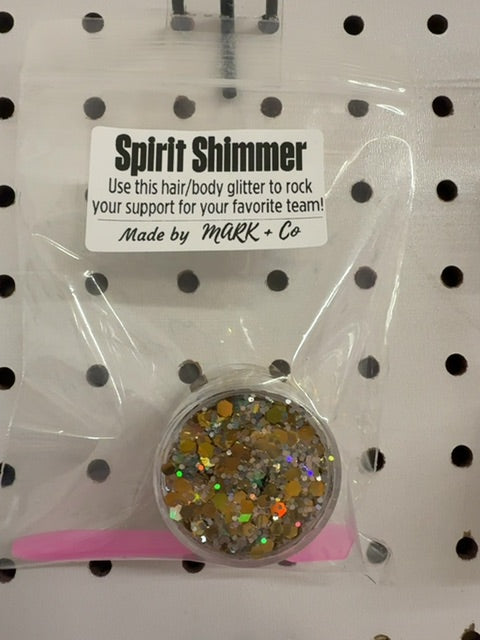 Spirit Shimmer
Use this hair/body glitter to rock
your support for your favorite team!
Made by MARK + Co